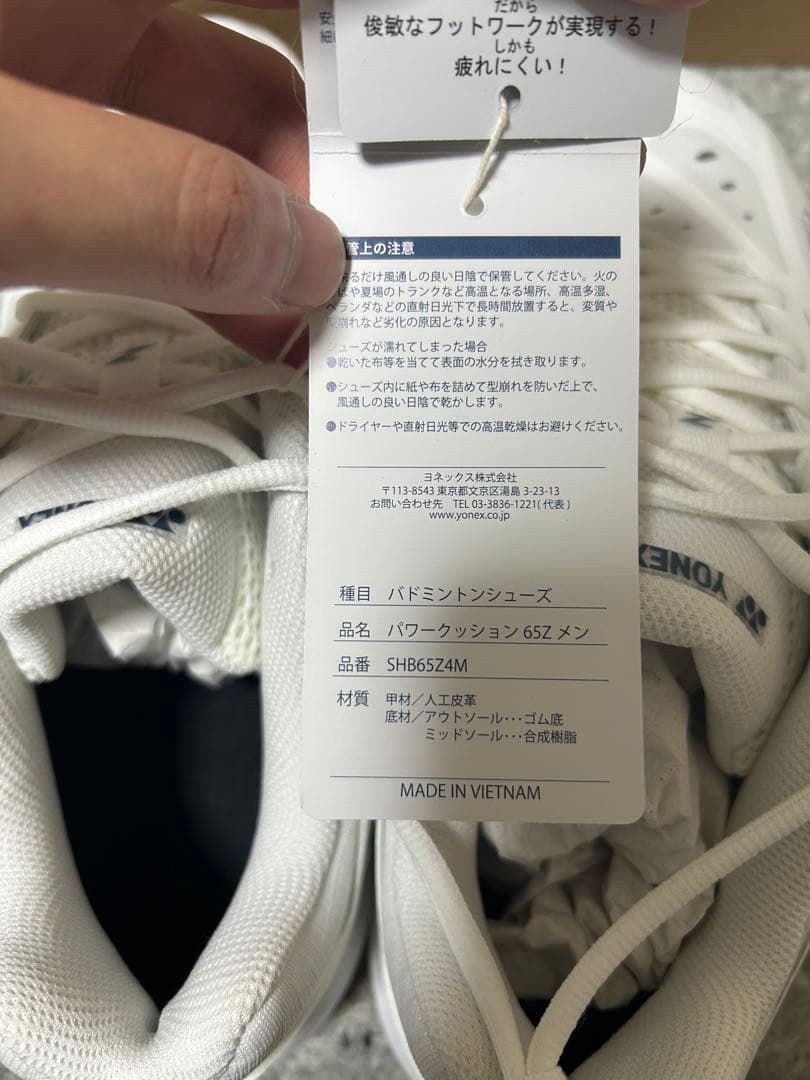 だから
俊敏なフットワークが実現する！
しかも
疲れにくい！
管上の注意
るだけ風通しの良い日陰で保管してください。火の
ばや夏場のトランクなど高温となる場所、高温多湿、
ベランダなどの直射日光下で長時間放置すると、変質や
崩れなど劣化の原因となります。
シューズが濡れてしまった場合
●乾いた布等を当てて表面の水分を拭き取ります。
●シューズ内に紙や布を詰めて型崩れを防いだ上で、
風通しの良い日陰で乾かします。
●ドライヤーや直射日光等での高温乾燥はお避けください。
ヨネックス株式会社
〒113-8543 東京都文京区湯島 3-23-13
お問い合わせ先 TEL 03-3836-1221(代表)
www.yonex.co.jp
種目 バドミントンシューズ
品名 パワークッション 65Z メン
品番 SHB65Z4M
材質 甲材／人工皮革
底材／アウトソール･･･ゴム底
ミッドソール･･･合成樹脂
MADE IN VIETNAM
YONEX
YONEX